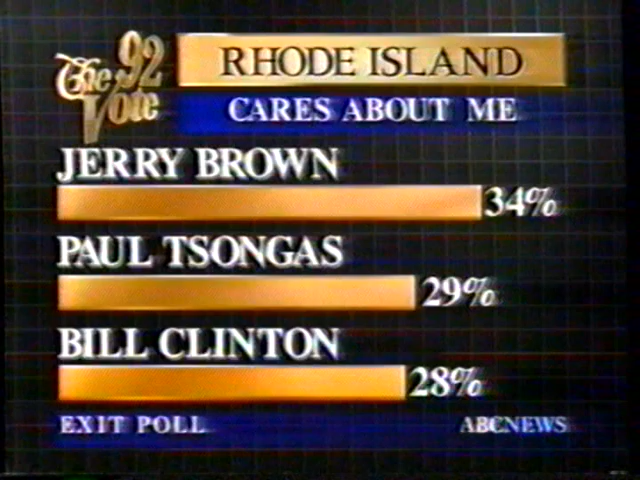 The '92 Vote
RHODE ISLAND
CARES ABOUT ME
JERRY BROWN
34%
PAUL TSONGAS
29%
BILL CLINTON
28%
EXIT POLL
ABCNEWS